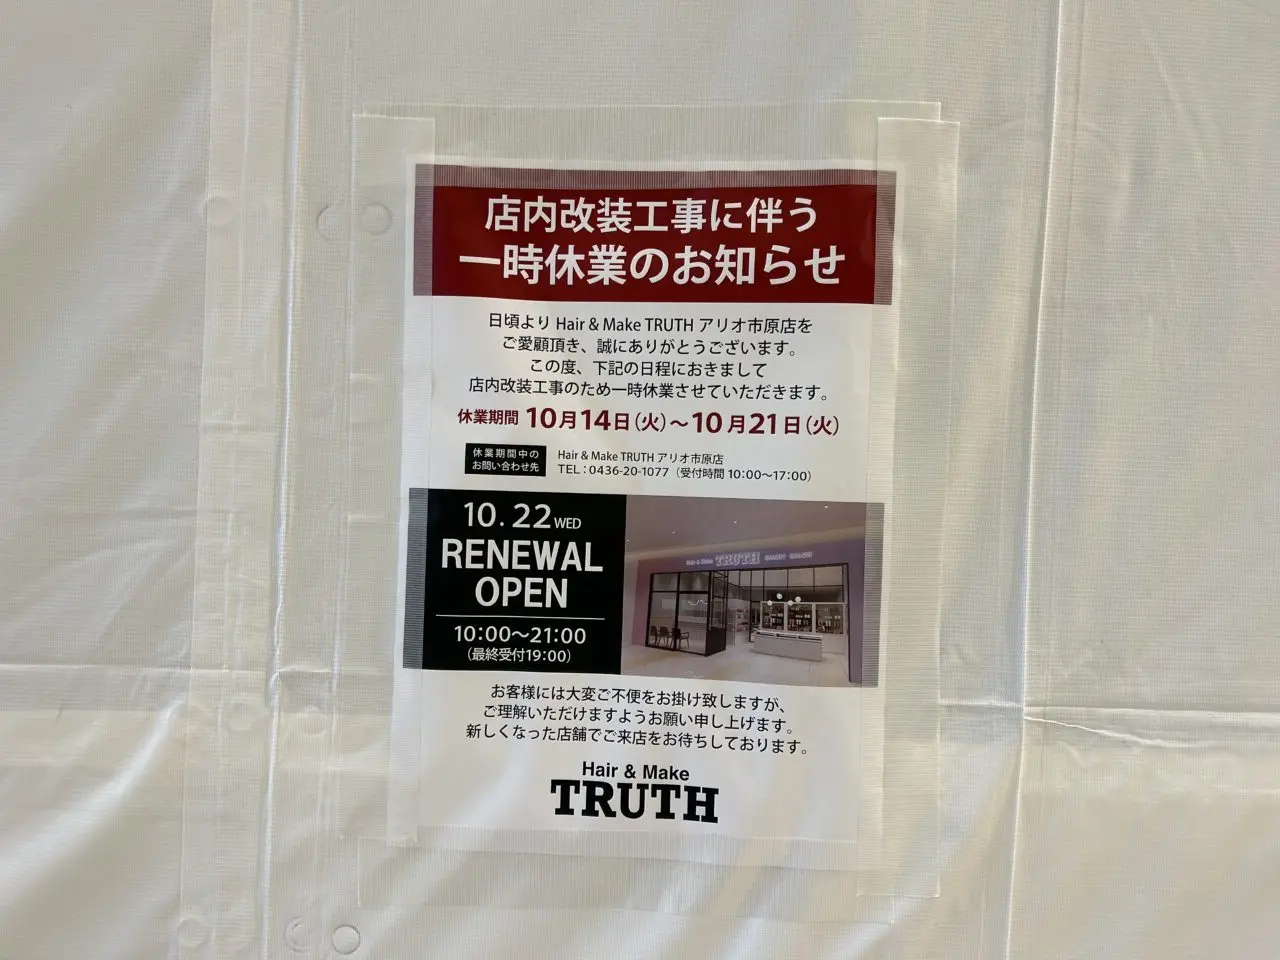 店内改装工事に伴う
一時休業のお知らせ
日頃より Hair & Make TRUTH アリオ市原店を
ご愛顧頂き、誠にありがとうございます。
この度、下記の日程におきまして
店内改装工事のため一時休業させていただきます。
休業期間 10月14日(火)～10月21日(火)
休業期間中の
お問い合わせ先
Hair & Make TRUTH アリオ市原店
TEL：0436-20-1077（受付時間 10:00～17:00）
10. 22 WED
RENEWAL
OPEN
10:00～21:00
（最終受付19:00）
Hair & Make TRUTH SMART SALON
お客様には大変ご不便をお掛け致しますが、
ご理解いただけますようお願い申し上げます。
新しくなった店舗でご来店をお待ちしております。
Hair & Make
TRUTH